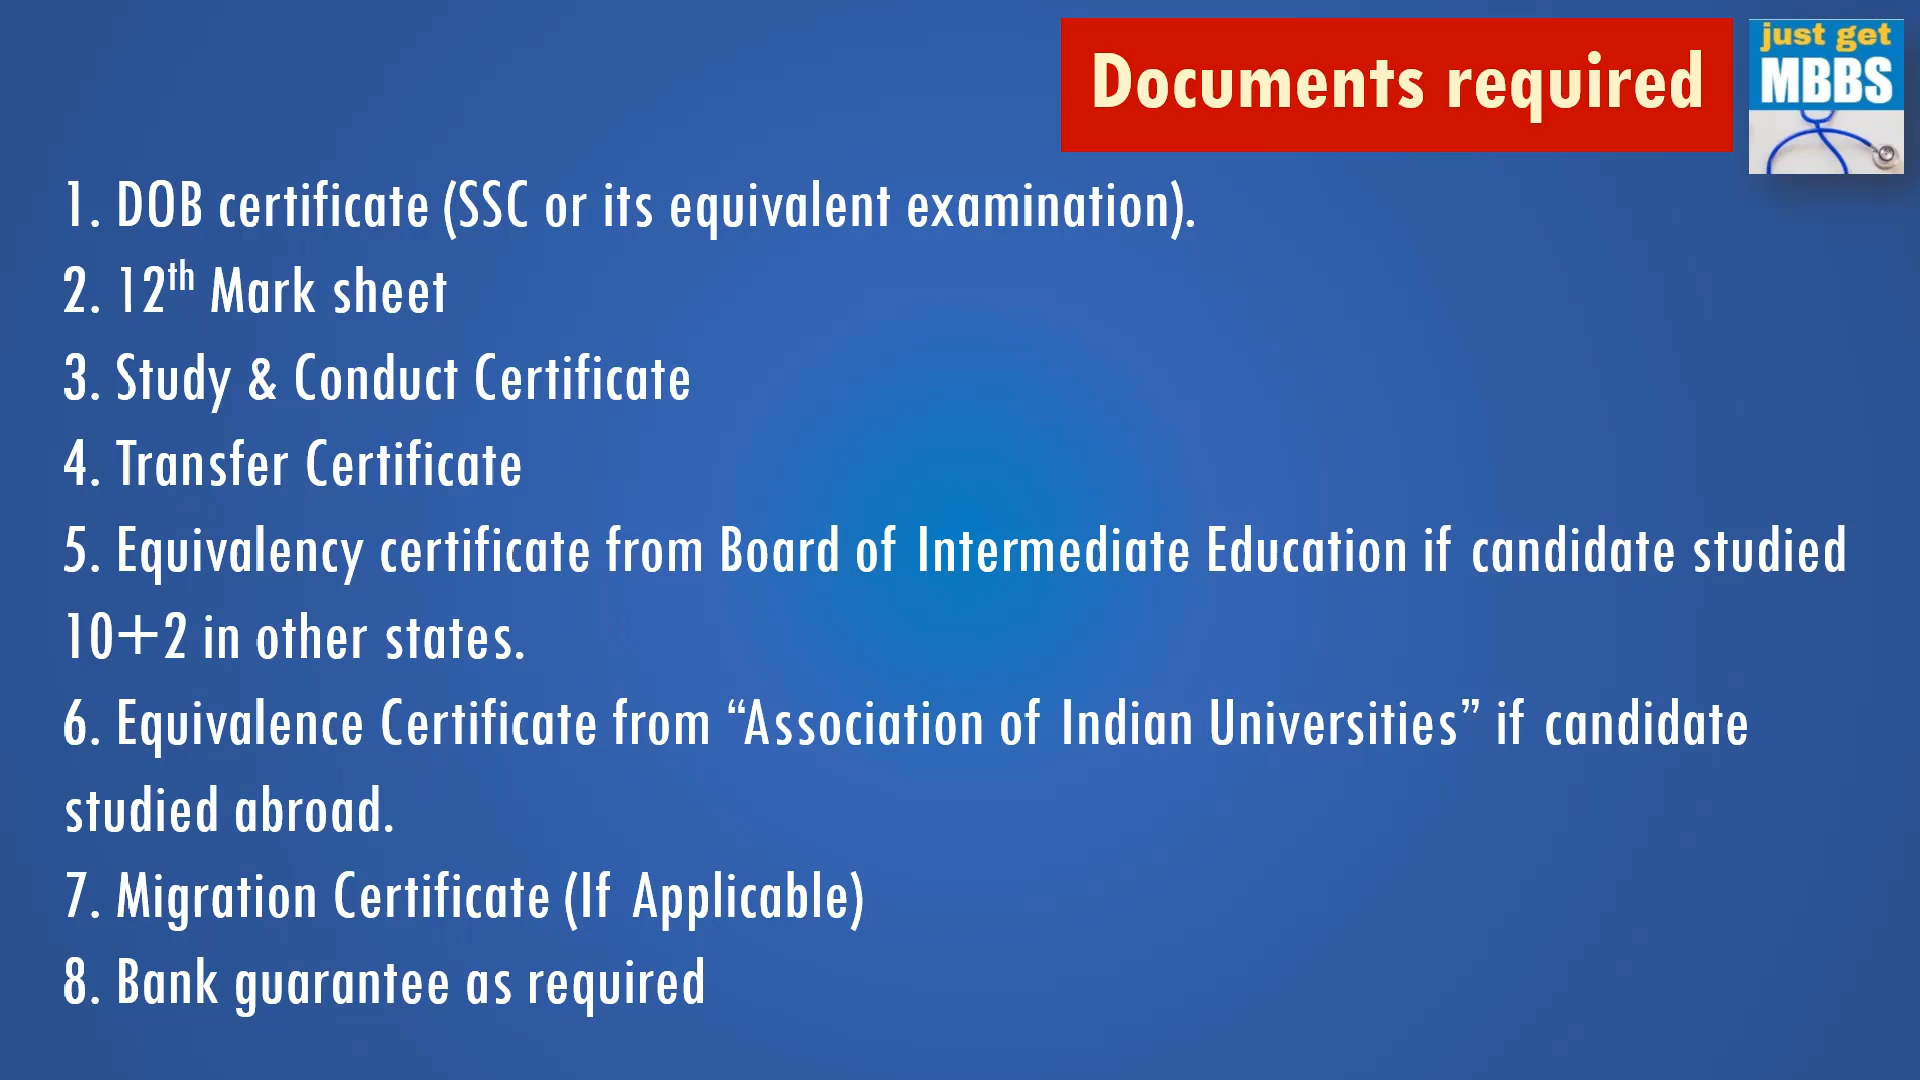 Documents required
just get
MBBS
1. DOB certificate (SSC or its equivalent examination).
2. 12th Mark sheet
3. Study & Conduct Certificate
4. Transfer Certificate
5. Equivalency certificate from Board of Intermediate Education if candidate studied
10+2 in other states.
6. Equivalence Certificate from “Association of Indian Universities” if candidate
studied abroad.
7. Migration Certificate (If Applicable)
8. Bank guarantee as required